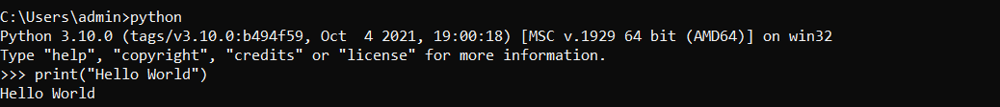 C:\Users\admin>python
Python 3.10.0 (tags/v3.10.0:b494f59, Oct  4 2021, 19:00:18) [MSC v.1929 64 bit (AMD64)] on win32
Type "help", "copyright", "credits" or "license" for more information.
>>> print("Hello World")
Hello World